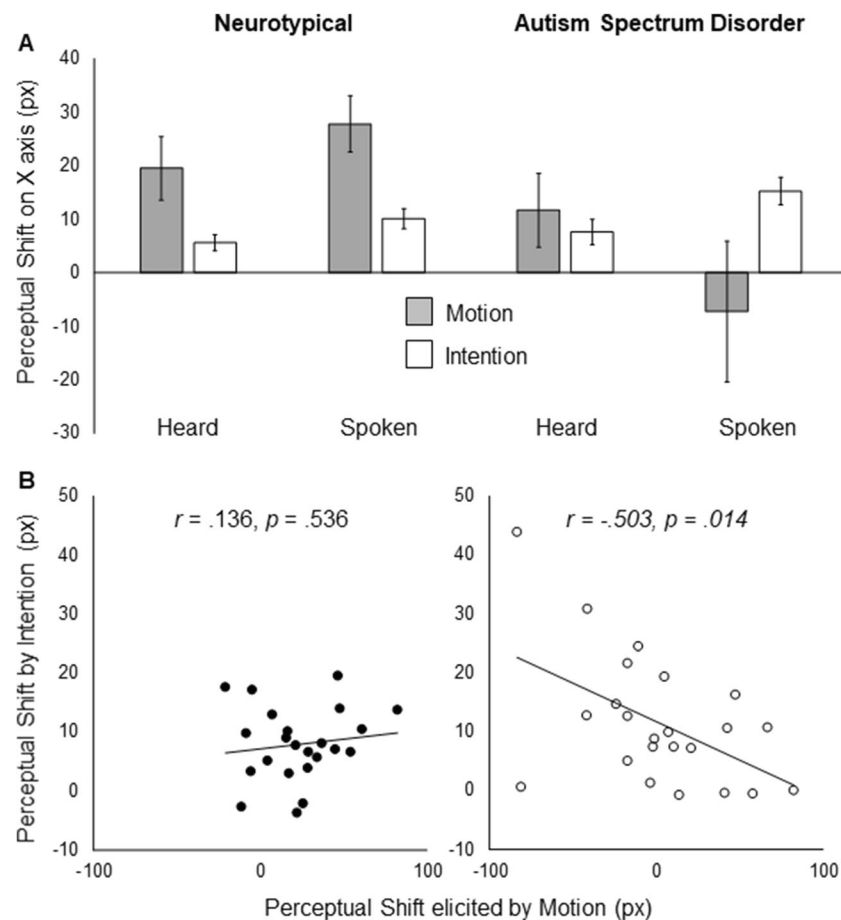 Neurotypical
Autism Spectrum Disorder
A
Perceptual Shift on X axis (px)
40
30
20
10
0
-10
-20
-30
Motion
Intention
Heard
Spoken
Heard
Spoken
B
Perceptual Shift by Intention (px)
50
40
30
20
10
0
-10
r = .136, p = .536
-100
0
100
50
40
30
20
10
0
-10
r = -.503, p = .014
-100
0
100
Perceptual Shift elicited by Motion (px)